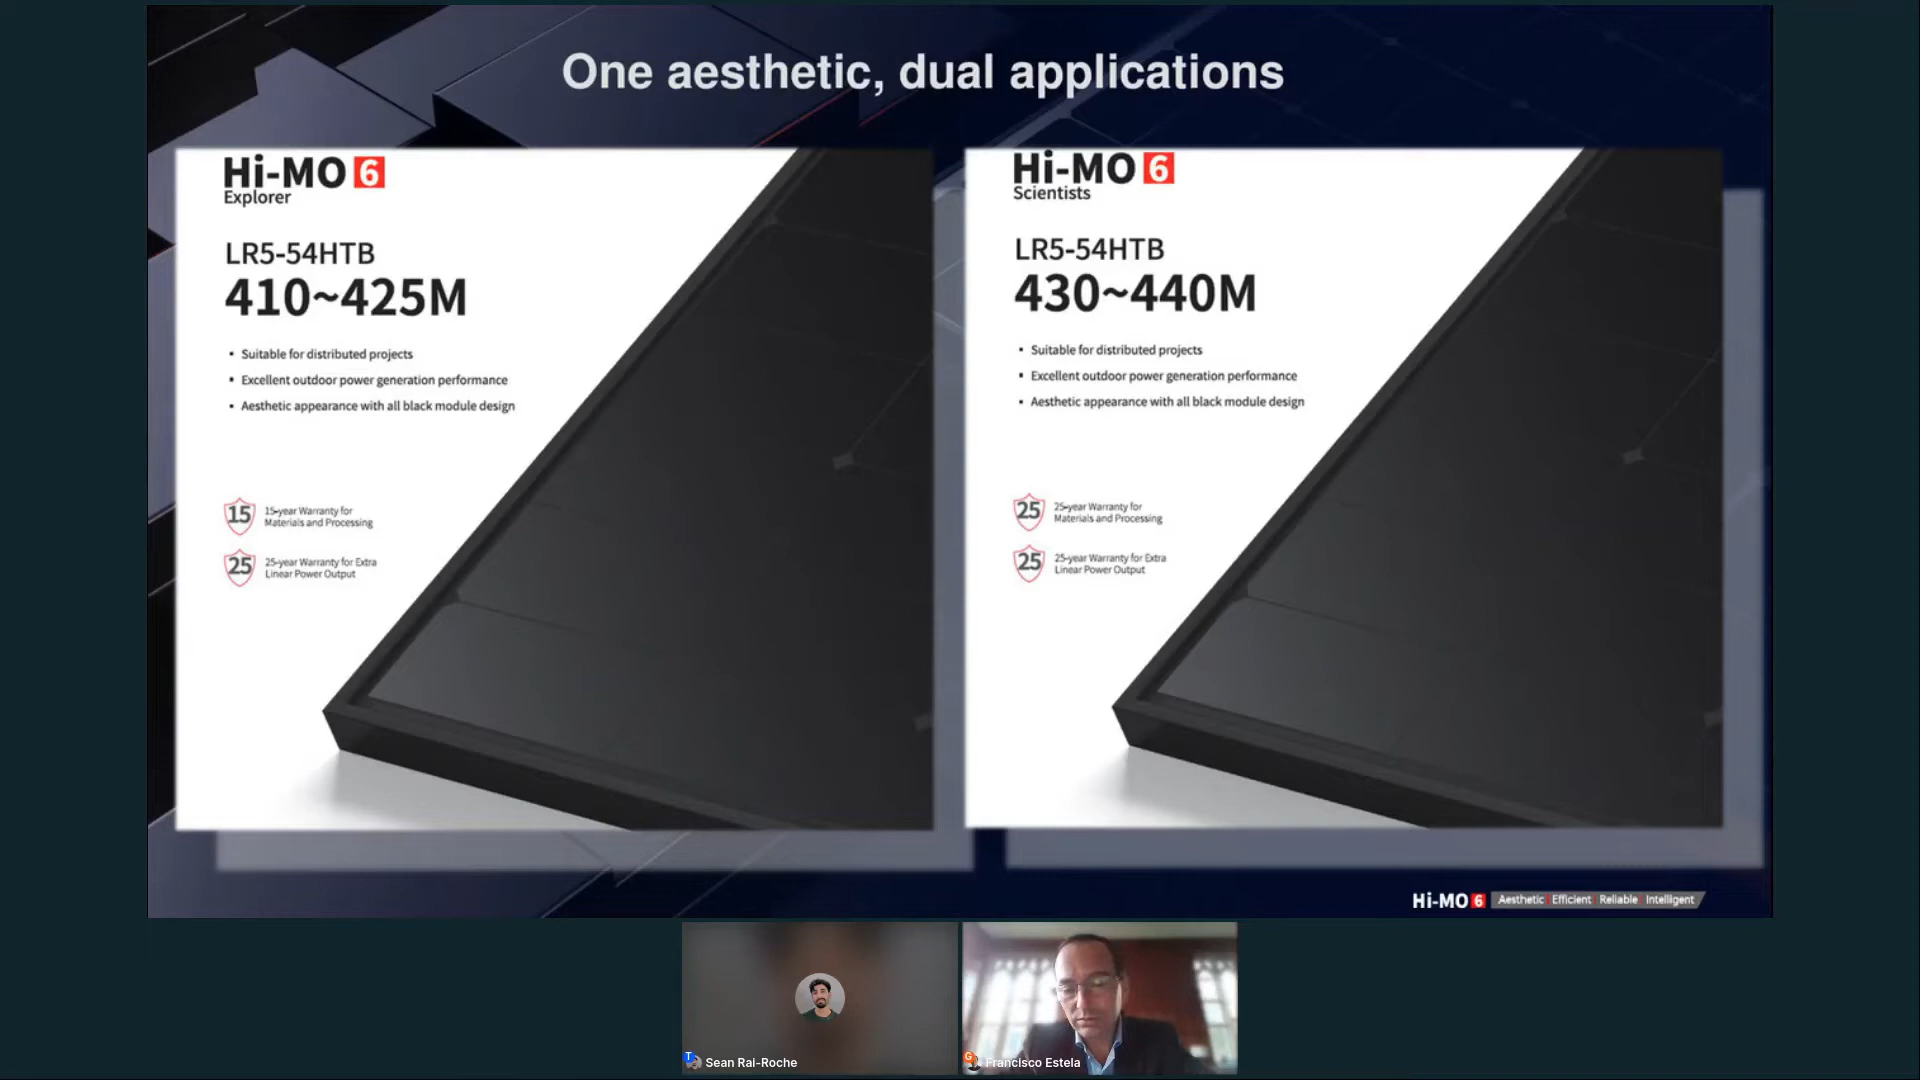 One aesthetic, dual applications
Hi-MO 6
Explorer
LR5-54HTB
410~425M
▪ Suitable for distributed projects
▪ Excellent outdoor power generation performance
▪ Aesthetic appearance with all black module design
15
15-year Warranty for
Materials and Processing
25
25-year Warranty for Extra
Linear Power Output
Hi-MO 6
Scientists
LR5-54HTB
430~440M
▪ Suitable for distributed projects
▪ Excellent outdoor power generation performance
▪ Aesthetic appearance with all black module design
25
25-year Warranty for
Materials and Processing
25
25-year Warranty for Extra
Linear Power Output
Hi-MO 6 Aesthetic Efficient Reliable Intelligent
T Sean Rai-Roche
G Francisco Estela